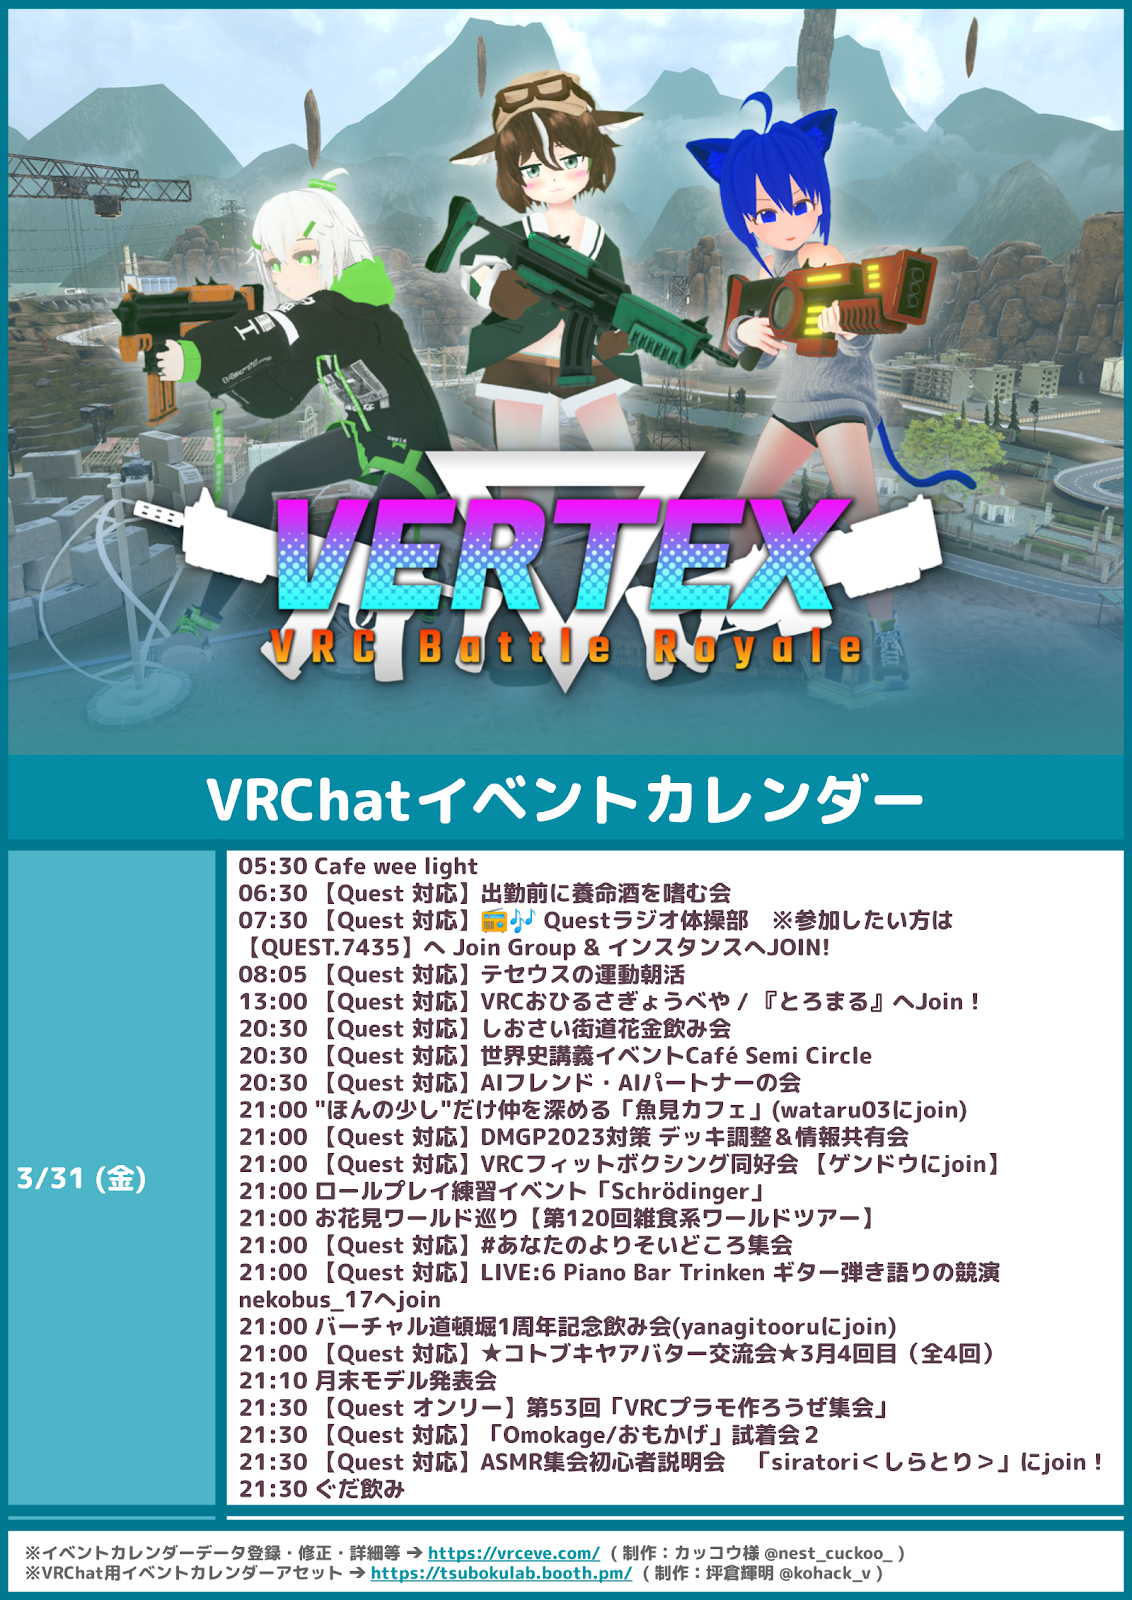 VERTEX
VRC Battle Royale
VRChatイベントカレンダー
3/31 (金)
05:30 Cafe wee light
06:30 【Quest 対応】出勤前に養命酒を嗜む会
07:30 【Quest 対応】📻🎶 Questラジオ体操部　※参加したい方は
【QUEST.7435】へ Join Group & インスタンスへJOIN!
08:05 【Quest 対応】テセウスの運動朝活
13:00 【Quest 対応】VRCおひるさぎょうべや / 『とろまる』へJoin！
20:30 【Quest 対応】しおさい街道花金飲み会
20:30 【Quest 対応】世界史講義イベントCafé Semi Circle
20:30 【Quest 対応】AIフレンド・AIパートナーの会
21:00 "ほんの少し"だけ仲を深める「魚見カフェ」(wataru03にjoin)
21:00 【Quest 対応】DMGP2023対策 デッキ調整＆情報共有会
21:00 【Quest 対応】VRCフィットボクシング同好会 【ゲンドウにjoin】
21:00 ロールプレイ練習イベント「Schrödinger」
21:00 お花見ワールド巡り【第120回雑食系ワールドツアー】
21:00 【Quest 対応】#あなたのよりそいどころ集会
21:00 【Quest 対応】LIVE:6 Piano Bar Trinken ギター弾き語りの競演
nekobus_17へjoin
21:00 バーチャル道頓堀1周年記念飲み会(yanagitooruにjoin)
21:00 【Quest 対応】★コトブキヤアバター交流会★3月4回目（全4回）
21:10 月末モデル発表会
21:30 【Quest オンリー】第53回「VRCプラモ作ろうぜ集会」
21:30 【Quest 対応】「Omokage/おもかげ」試着会２
21:30 【Quest 対応】ASMR集会初心者説明会　「siratori＜しらとり＞」にjoin！
21:30 ぐだ飲み
※イベントカレンダーデータ登録・修正・詳細等 → https://vrceve.com/ （制作：カッコウ様 @nest_cuckoo_ ）
※VRChat用イベントカレンダーアセット → https://tsubokulab.booth.pm/ （制作：坪倉輝明 @kohack_v ）